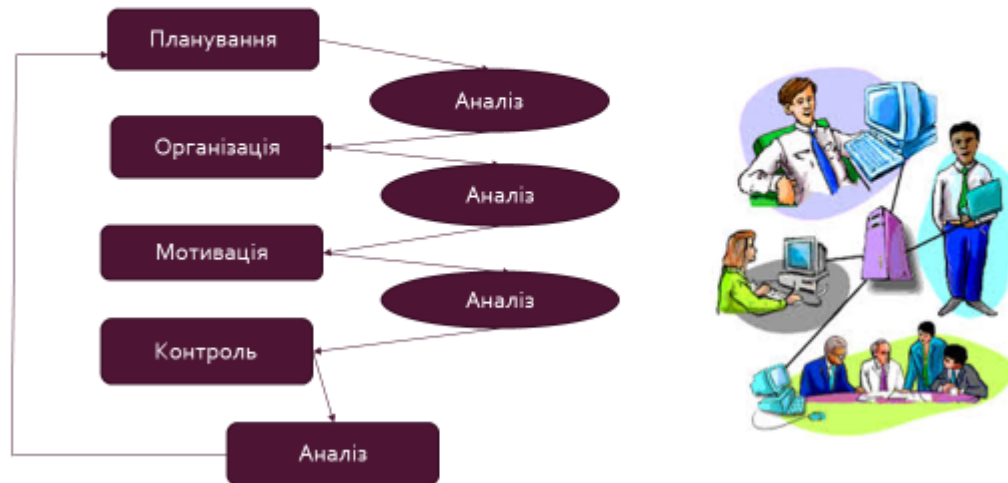 Планування
Аналіз
Організація
Аналіз
Мотивація
Аналіз
Контроль
Аналіз